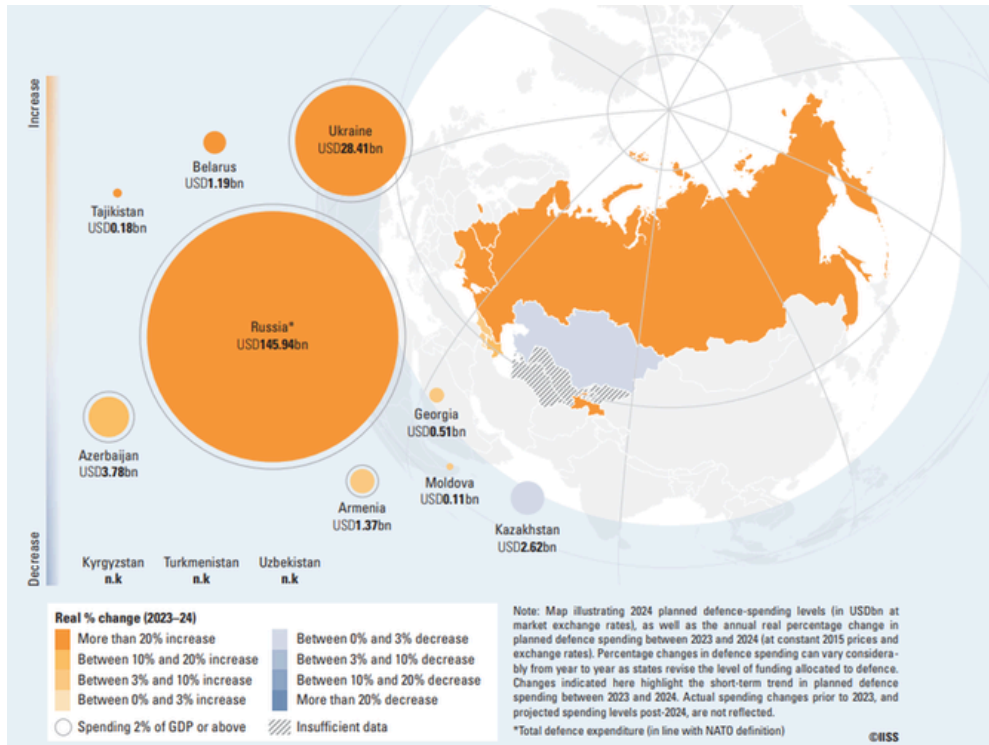 Increase
Decrease
Ukraine
USD28.41bn
Belarus
USD1.19bn
Tajikistan
USD0.18bn
Russia*
USD145.94bn
Azerbaijan
USD3.78bn
Georgia
USD0.51bn
Armenia
USD1.37bn
Moldova
USD0.11bn
Kazakhstan
USD2.62bn
Kyrgyzstan
n.k
Turkmenistan
n.k
Uzbekistan
n.k
Real % change (2023–24)
More than 20% increase
Between 10% and 20% increase
Between 3% and 10% increase
Between 0% and 3% increase
Between 0% and 3% decrease
Between 3% and 10% decrease
Between 10% and 20% decrease
More than 20% decrease
Spending 2% of GDP or above
Insufficient data
Note: Map illustrating 2024 planned defence-spending levels (in USDbn at
market exchange rates), as well as the annual real percentage change in
planned defence spending between 2023 and 2024 (at constant 2015 prices and
exchange rates). Percentage changes in defence spending can vary considera-
bly from year to year as states revise the level of funding allocated to defence.
Changes indicated here highlight the short-term trend in planned defence
spending between 2023 and 2024. Actual spending changes prior to 2023, and
projected spending levels post-2024, are not reflected.
*Total defence expenditure (in line with NATO definition)
©IISS